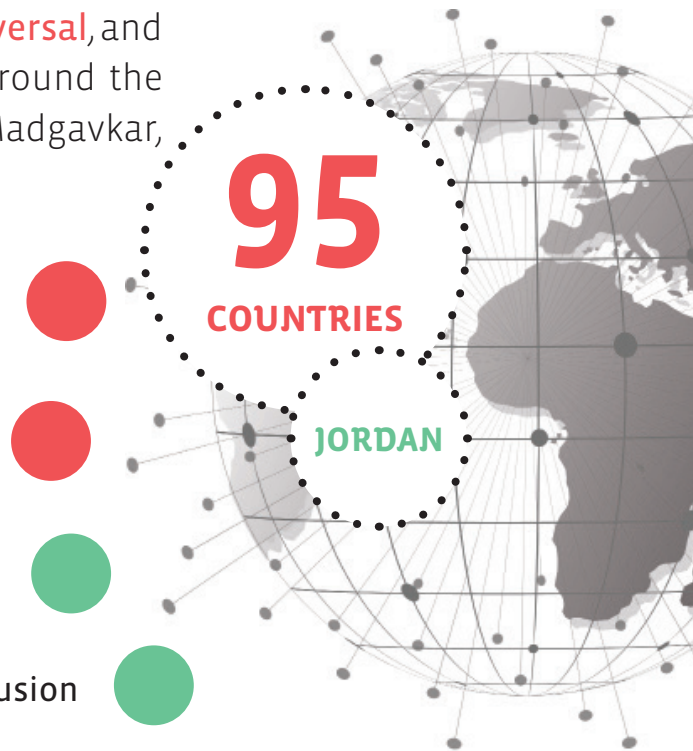 versal, and
round the
Madgavkar,
95
COUNTRIES
JORDAN
usion